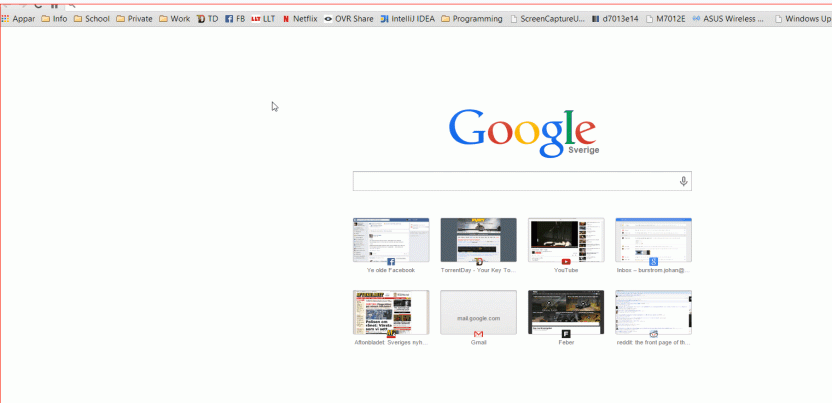 Appar Info School Private Work TD FB LLT Netflix OVR Share IntelliJ IDEA Programming ScreenCaptureU... d7013e14 M7012E ASUS Wireless ... Windows Up
Google
Sverige
Ye olde Facebook TorrentDay - Your Key To... YouTube Inbox – burstrom.johan@...
mail.google.com
Aftonbladet: Sveriges nyh... Gmail Feber reddit: the front page of th...